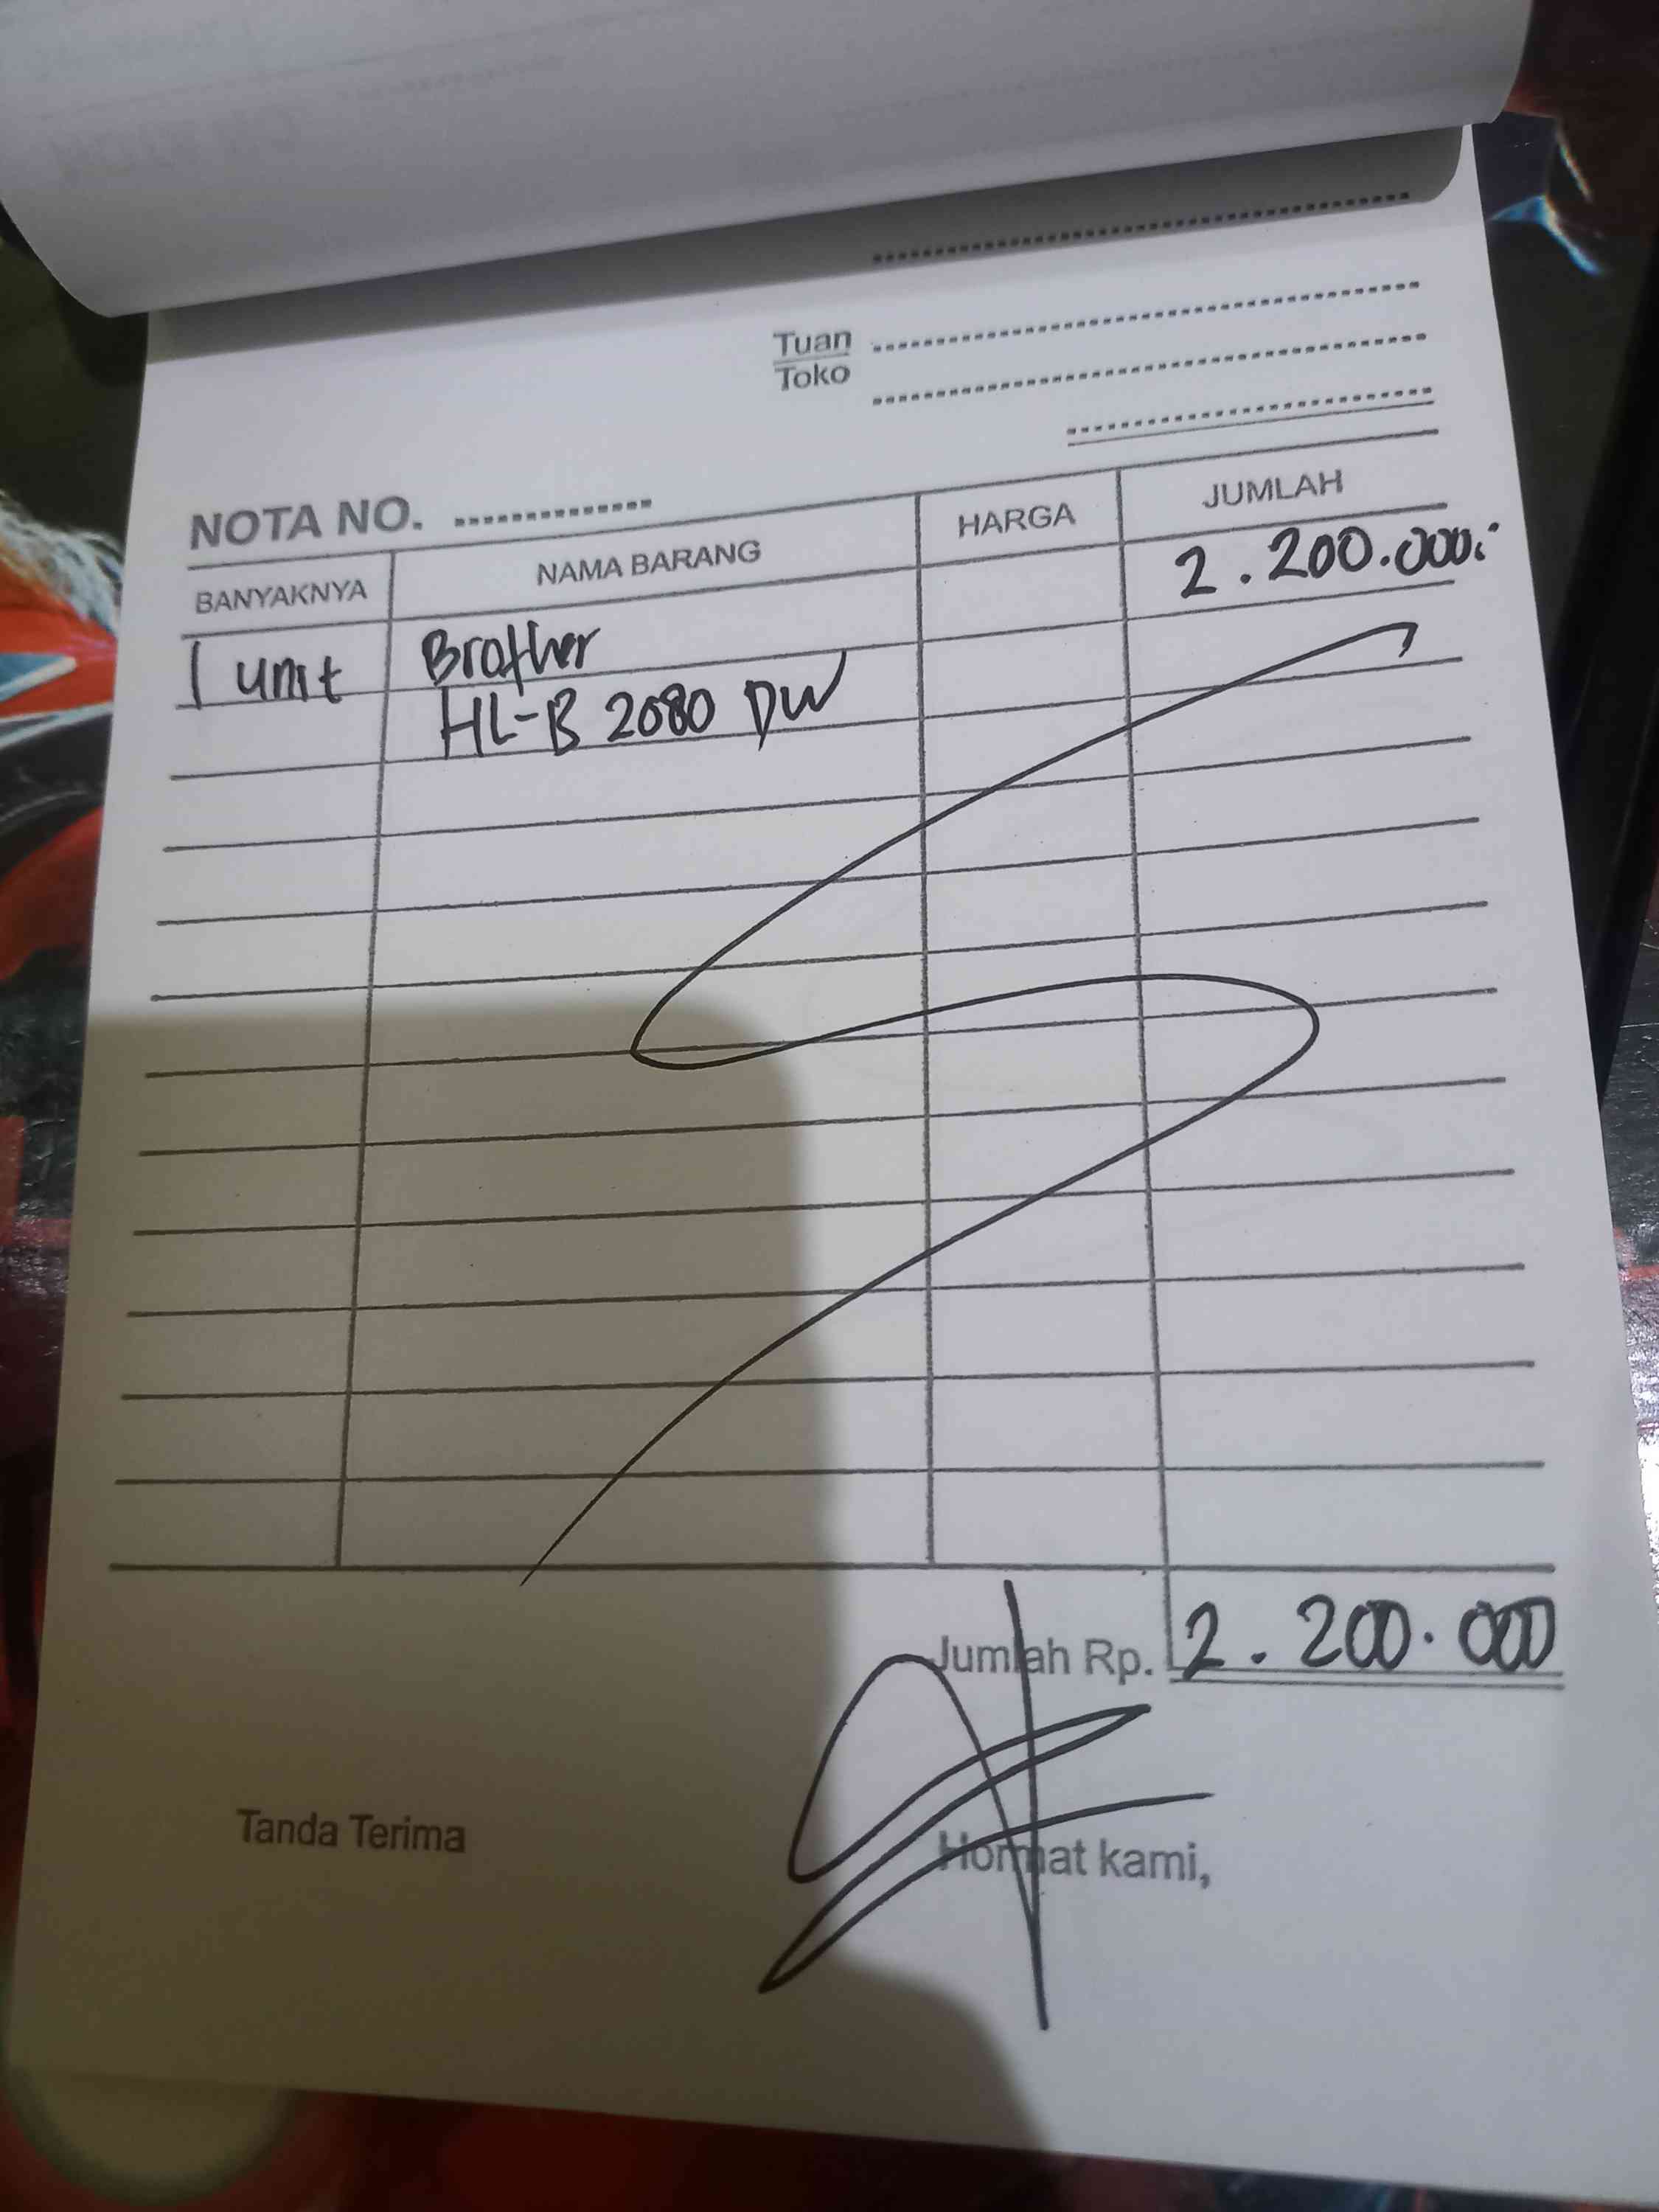 Tuan
Toko
NOTA NO.
BANYAKNYA NAMA BARANG HARGA JUMLAH
1 unit Brother 2.200.000.-
HL-B 2080 DW
Jumlah Rp. 2.200.000
Tanda Terima Hormat kami,